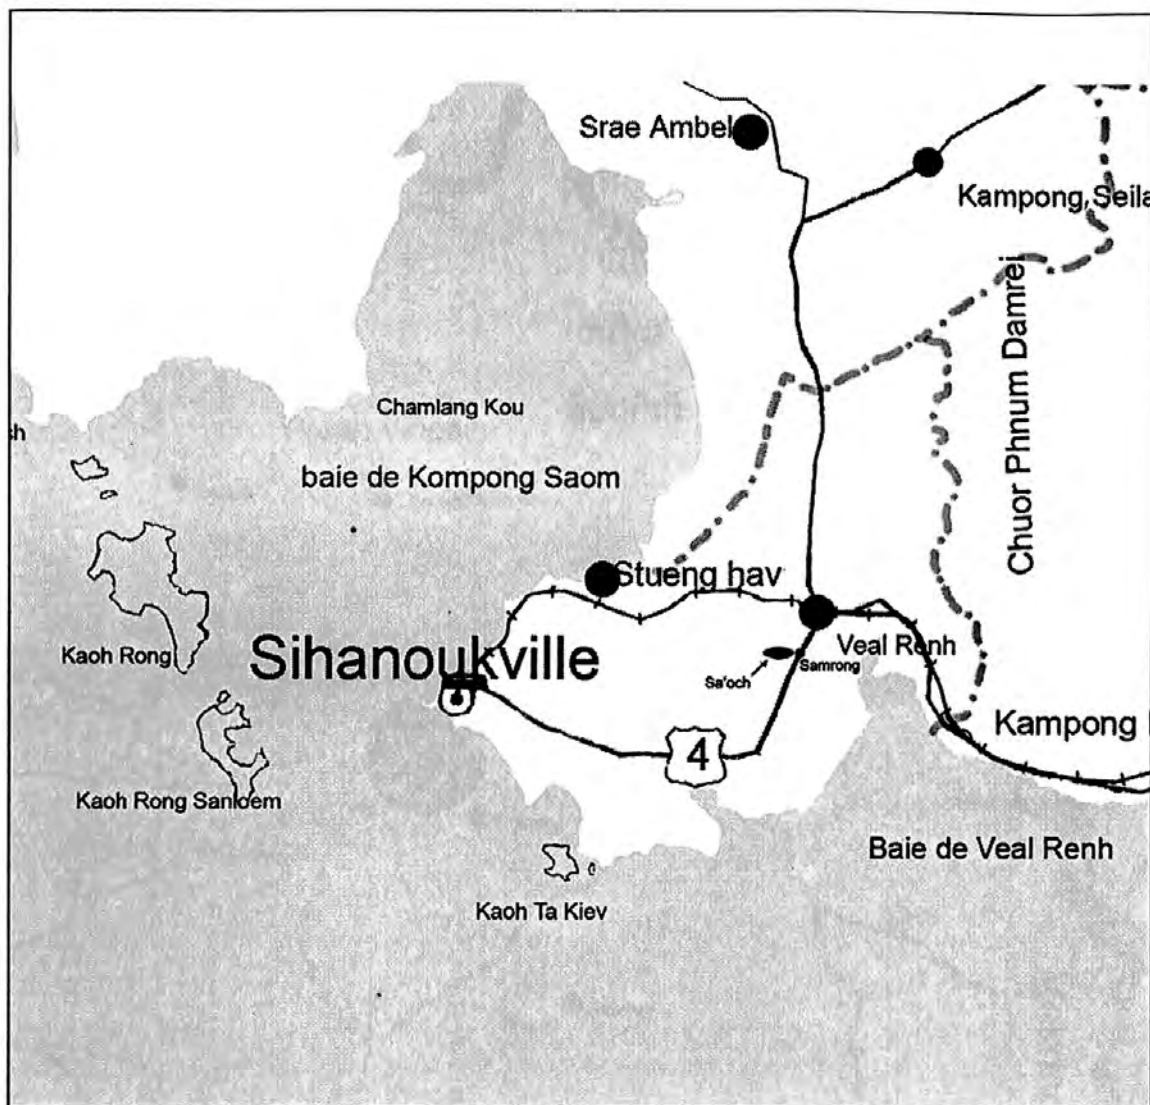 Srae Ambel
Kampong Seila
Chuor Phnum Damrei
Chamlang Kou
sh
baie de Kompong Saom
Stueng hav
Kaoh Rong
Sihanoukville
Veal Renh
Samrong
Sa'och
Kampong
4
Kaoh Rong Sanloem
Baie de Veal Renh
Kaoh Ta Kiev